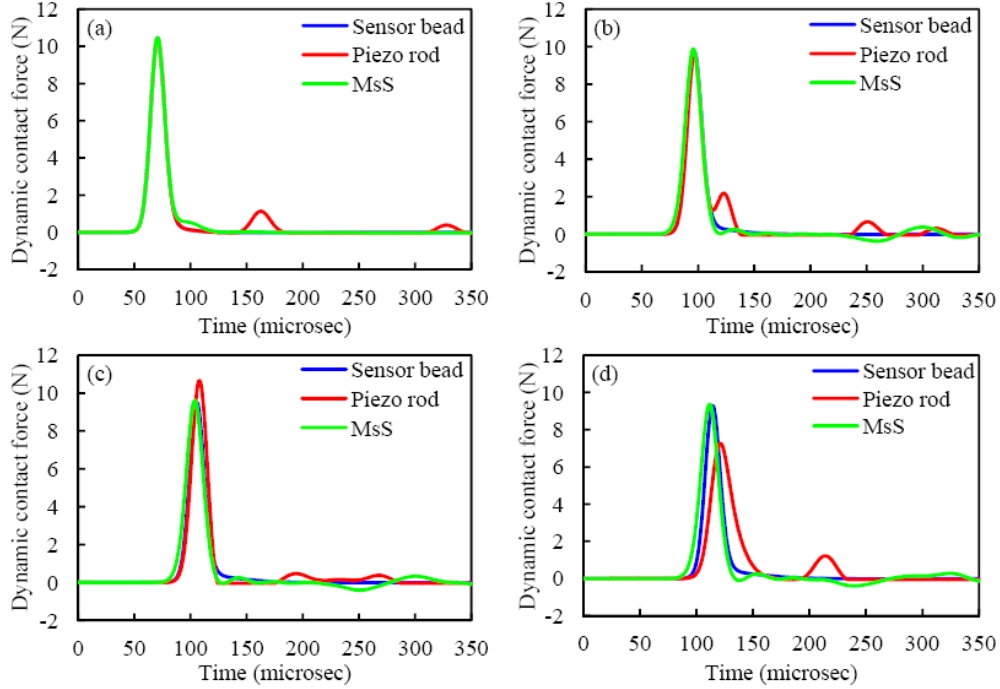 (a)
Dynamic contact force (N)
12
10
8
6
4
2
0
-2
Sensor bead
Piezo rod
MsS
0 50 100 150 200 250 300 350
Time (microsec)
(b)
Dynamic contact force (N)
12
10
8
6
4
2
0
-2
Sensor bead
Piezo rod
MsS
0 50 100 150 200 250 300 350
Time (microsec)
(c)
Dynamic contact force (N)
12
10
8
6
4
2
0
-2
Sensor bead
Piezo rod
MsS
0 50 100 150 200 250 300 350
Time (microsec)
(d)
Dynamic contact force (N)
12
10
8
6
4
2
0
-2
Sensor bead
Piezo rod
MsS
0 50 100 150 200 250 300 350
Time (microsec)